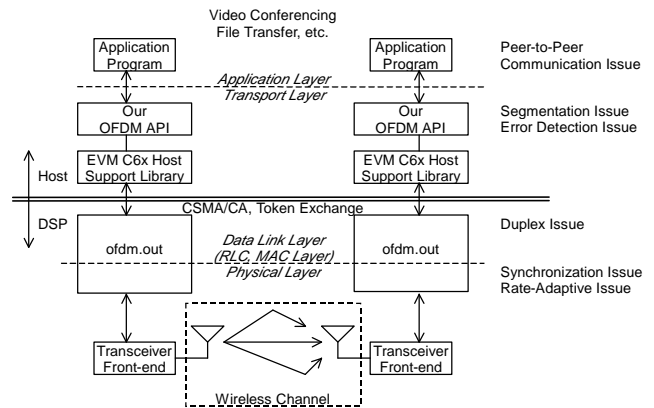 Video Conferencing
File Transfer, etc.
Application
Program
Application
Program
Peer-to-Peer
Communication Issue
Application Layer
Transport Layer
Our
OFDM API
Our
OFDM API
Segmentation Issue
Error Detection Issue
EVM C6x Host
Support Library
EVM C6x Host
Support Library
Host
CSMA/CA, Token Exchange
DSP
Duplex Issue
ofdm.out
Data Link Layer
(RLC, MAC Layer)
Physical Layer
ofdm.out
Synchronization Issue
Rate-Adaptive Issue
Transceiver
Front-end
Transceiver
Front-end
Wireless Channel